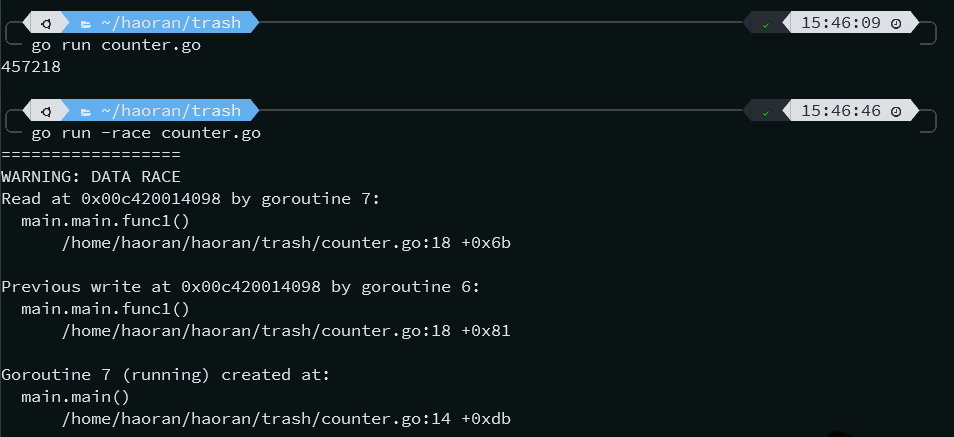 ~/haoran/trash 15:46:09
go run counter.go
457218
~/haoran/trash 15:46:46
go run -race counter.go
==================
WARNING: DATA RACE
Read at 0x00c420014098 by goroutine 7:
main.main.func1()
/home/haoran/haoran/trash/counter.go:18 +0x6b
Previous write at 0x00c420014098 by goroutine 6:
main.main.func1()
/home/haoran/haoran/trash/counter.go:18 +0x81
Goroutine 7 (running) created at:
main.main()
/home/haoran/haoran/trash/counter.go:14 +0xdb